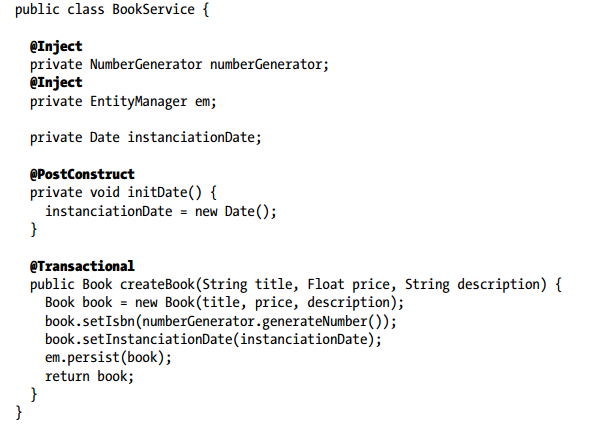 public class BookService {
@Inject
private NumberGenerator numberGenerator;
@Inject
private EntityManager em;
private Date instanciationDate;
@PostConstruct
private void initDate() {
instanciationDate = new Date();
}
@Transactional
public Book createBook(String title, Float price, String description) {
Book book = new Book(title, price, description);
book.setIsbn(numberGenerator.generateNumber());
book.setInstanciationDate(instanciationDate);
em.persist(book);
return book;
}
}